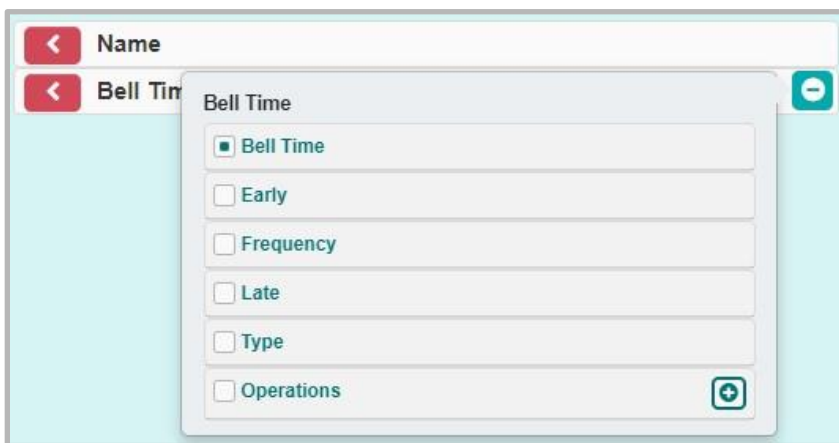 Name
Bell Tim
Bell Time
Bell Time
Early
Frequency
Late
Type
Operations